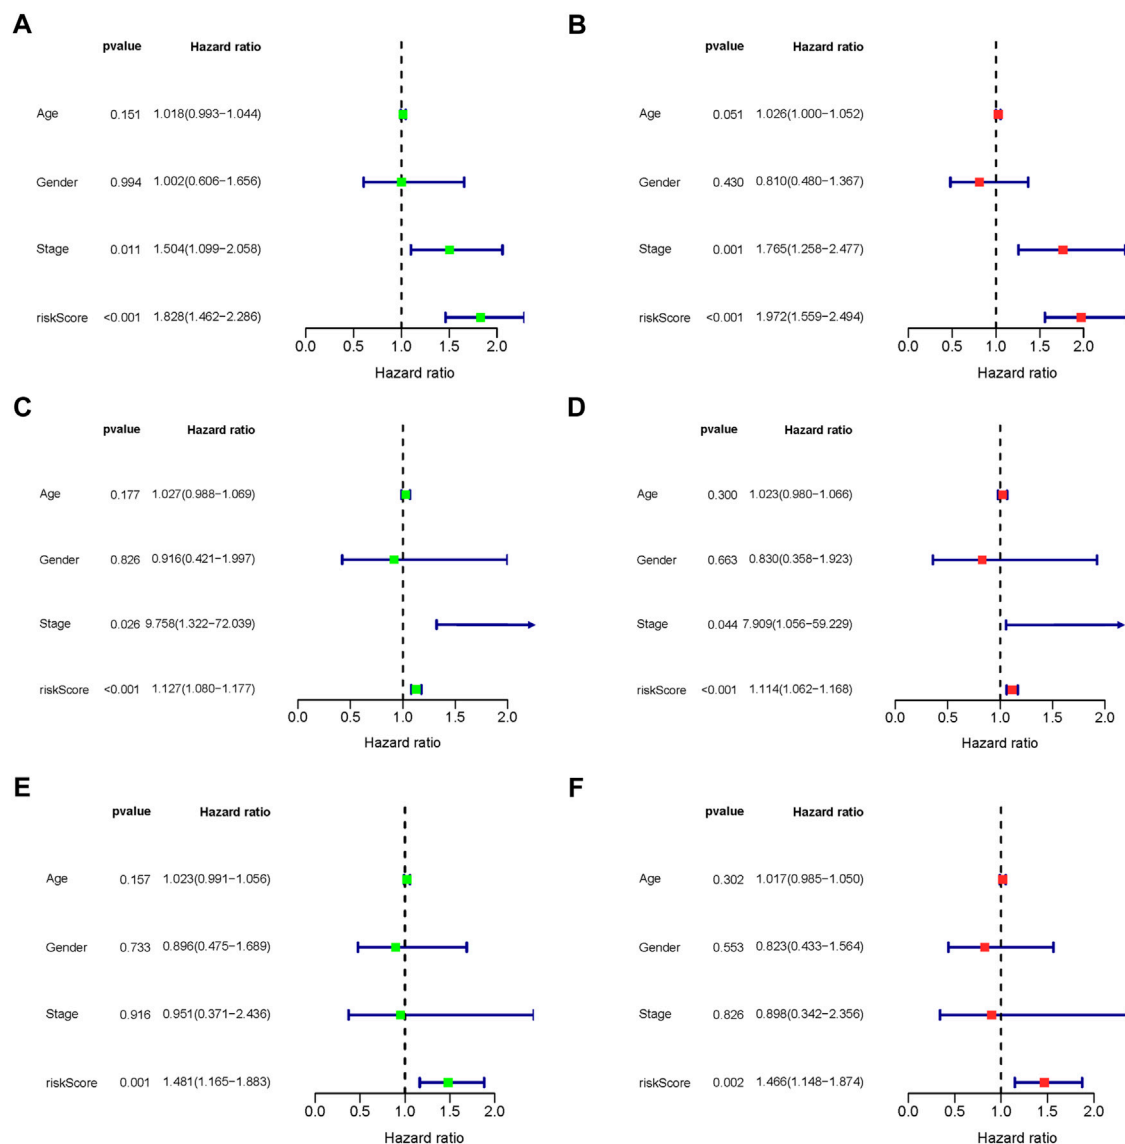 A
pvalue Hazard ratio
Age 0.151 1.018(0.993−1.044)
Gender 0.994 1.002(0.606−1.656)
Stage 0.011 1.504(1.099−2.058)
riskScore <0.001 1.828(1.462−2.286)
0.0 0.5 1.0 1.5 2.0
Hazard ratio
B
pvalue Hazard ratio
Age 0.051 1.026(1.000−1.052)
Gender 0.430 0.810(0.480−1.367)
Stage 0.001 1.765(1.258−2.477)
riskScore <0.001 1.972(1.559−2.494)
0.0 0.5 1.0 1.5 2.0
Hazard ratio
C
pvalue Hazard ratio
Age 0.177 1.027(0.988−1.069)
Gender 0.826 0.916(0.421−1.997)
Stage 0.026 9.758(1.322−72.039)
riskScore <0.001 1.127(1.080−1.177)
0.0 0.5 1.0 1.5 2.0
Hazard ratio
D
pvalue Hazard ratio
Age 0.300 1.023(0.980−1.066)
Gender 0.663 0.830(0.358−1.923)
Stage 0.044 7.909(1.056−59.229)
riskScore <0.001 1.114(1.062−1.168)
0.0 0.5 1.0 1.5 2.0
Hazard ratio
E
pvalue Hazard ratio
Age 0.157 1.023(0.991−1.056)
Gender 0.733 0.896(0.475−1.689)
Stage 0.916 0.951(0.371−2.436)
riskScore 0.001 1.481(1.165−1.883)
0.0 0.5 1.0 1.5 2.0
Hazard ratio
F
pvalue Hazard ratio
Age 0.302 1.017(0.985−1.050)
Gender 0.553 0.823(0.433−1.564)
Stage 0.826 0.898(0.342−2.356)
riskScore 0.002 1.466(1.148−1.874)
0.0 0.5 1.0 1.5 2.0
Hazard ratio